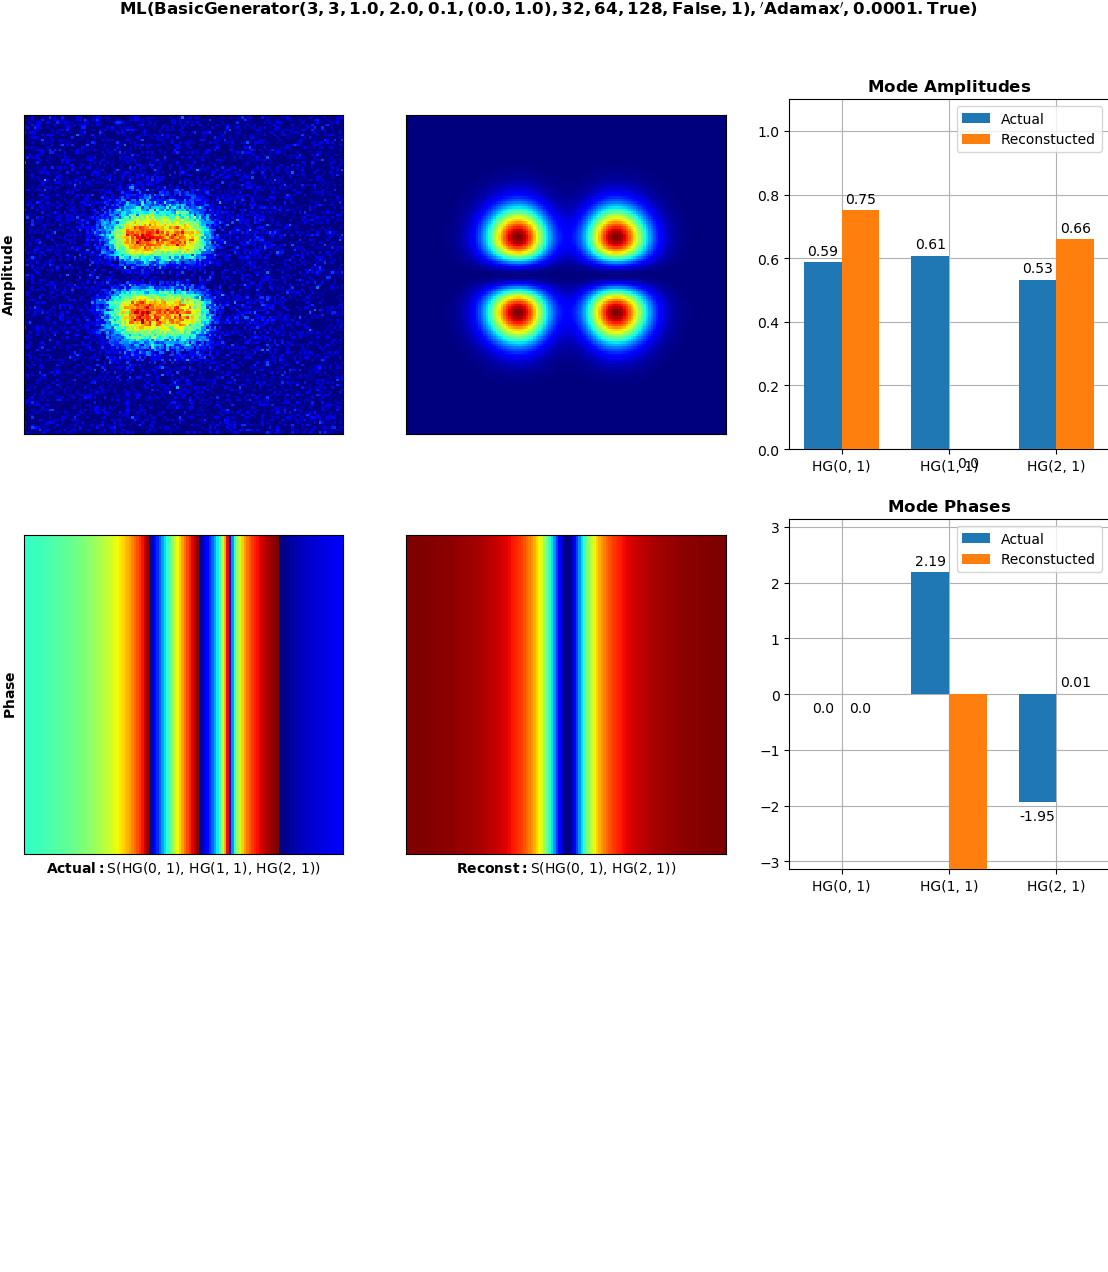 ML(BasicGenerator(3, 3, 1.0, 2.0, 0.1, (0.0, 1.0), 32, 64, 128, False, 1), ′Adamax′, 0.0001. True)
Amplitude
Mode Amplitudes
Actual
Reconstucted
1.0
0.8
0.6
0.4
0.2
0.0
0.59
0.75
0.61
0.0
0.53
0.66
HG(0, 1)
HG(1, 1)
HG(2, 1)
Phase
Actual: S(HG(0, 1), HG(1, 1), HG(2, 1))
Reconst: S(HG(0, 1), HG(2, 1))
Mode Phases
Actual
Reconstucted
3
2
1
0
−1
−2
−3
0.0
0.0
2.19
-1.95
0.01
HG(0, 1)
HG(1, 1)
HG(2, 1)